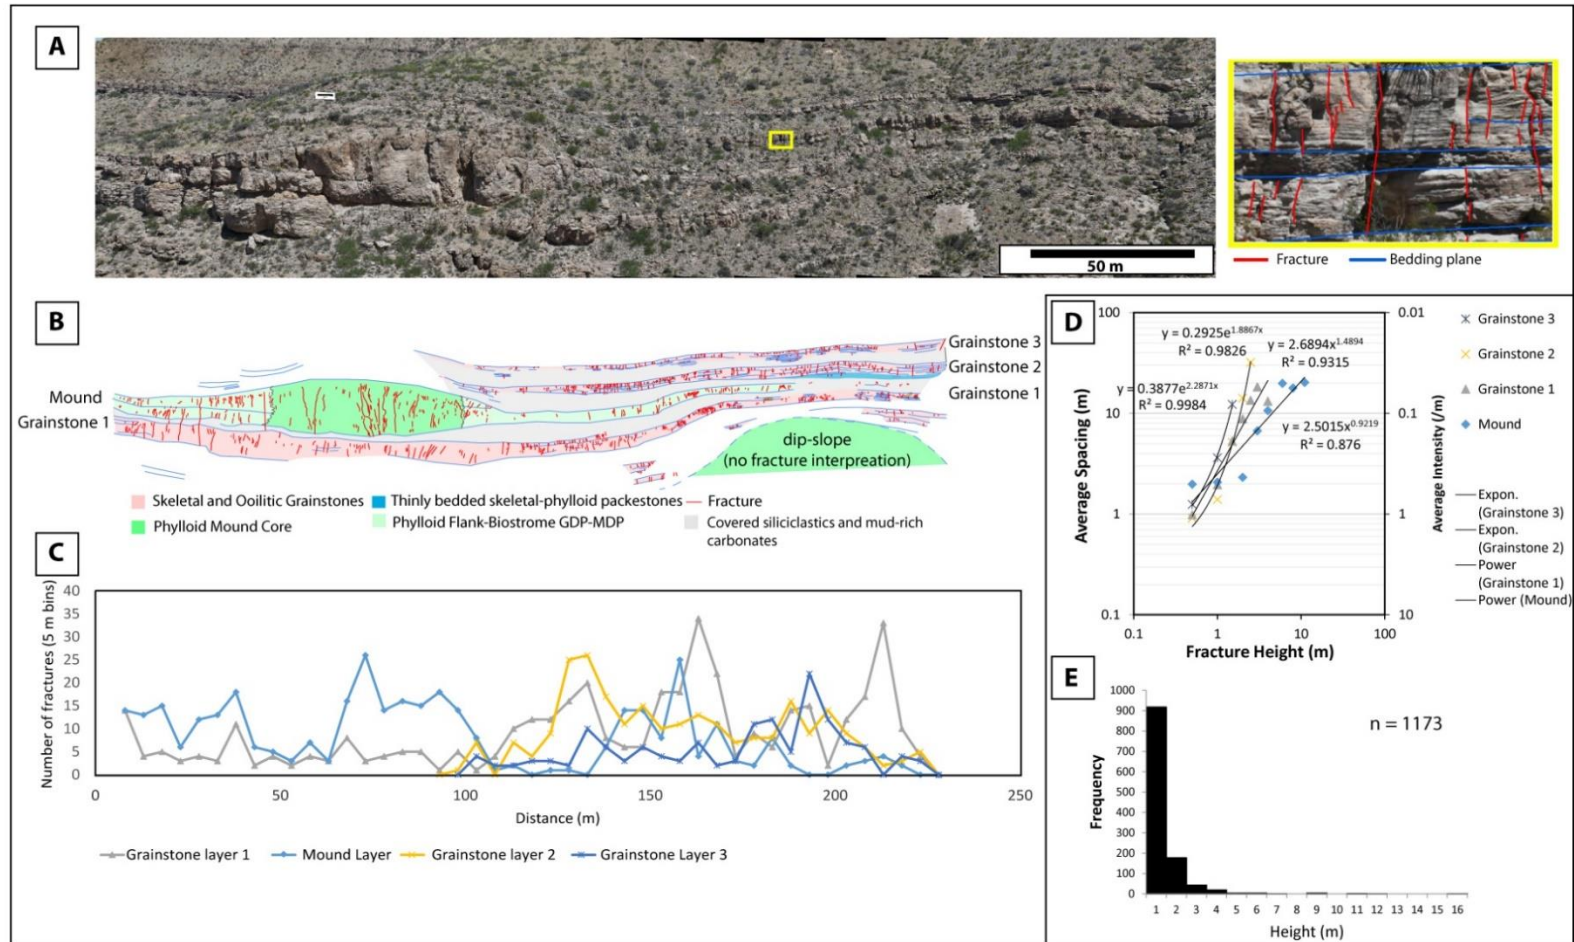 A
50 m
Fracture
Bedding plane
B
Grainstone 3
Grainstone 2
Grainstone 1
Mound
Grainstone 1
dip-slope
(no fracture interpreation)
Skeletal and Ooilitic Grainstones
Thinly bedded skeletal-phylloid packestones
Fracture
Phylloid Mound Core
Phylloid Flank-Biostrome GDP-MDP
Covered siliciclastics and mud-rich
carbonates
C
Number of fractures (5 m bins)
40
35
30
25
20
15
10
5
0
0 50 100 150 200 250
Distance (m)
Grainstone layer 1 Mound Layer Grainstone layer 2 Grainstone Layer 3
D
Average Spacing (m)
100
10
1
0.1
0.1 1 10 100
Fracture Height (m)
0.01
0.1
1
10
Average Intensity (/m)
y = 0.2925e^1.8867x
R² = 0.9826
y = 2.6894x^1.4894
R² = 0.9315
y = 0.3877e^2.2871x
R² = 0.9984
y = 2.5015x^0.9219
R² = 0.876
Grainstone 3
Grainstone 2
Grainstone 1
Mound
Expon.
(Grainstone 3)
Expon.
(Grainstone 2)
Power
(Grainstone 1)
Power (Mound)
E
Frequency
1000
900
800
700
600
500
400
300
200
100
0
n = 1173
1 2 3 4 5 6 7 8 9 10 11 12 13 14 15 16
Height (m)